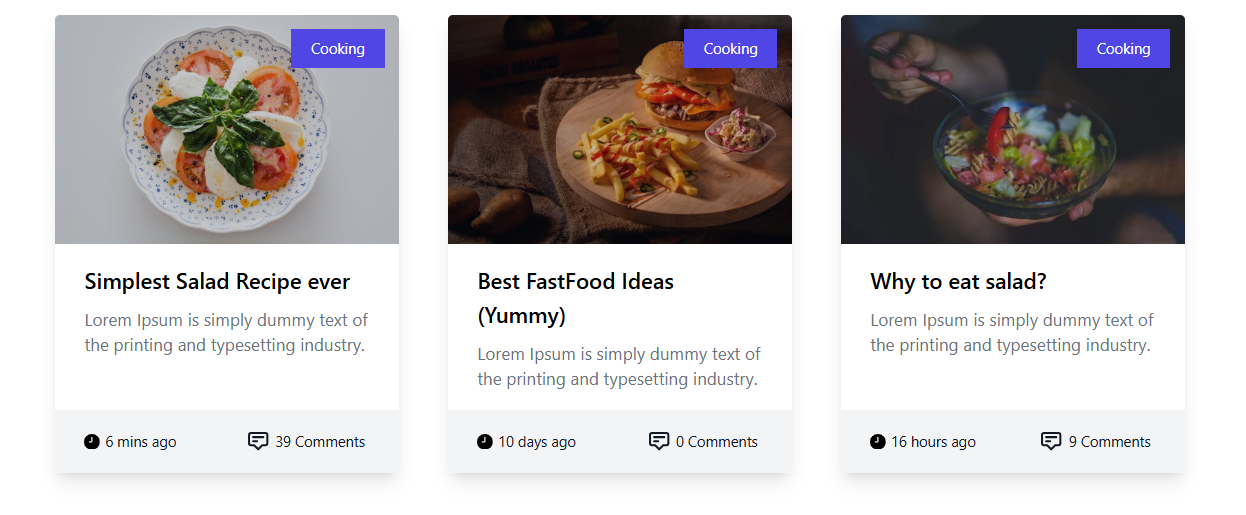 Cooking
Simplest Salad Recipe ever
Lorem Ipsum is simply dummy text of
the printing and typesetting industry.
6 mins ago
39 Comments
Cooking
Best FastFood Ideas
(Yummy)
Lorem Ipsum is simply dummy text of
the printing and typesetting industry.
10 days ago
0 Comments
Cooking
Why to eat salad?
Lorem Ipsum is simply dummy text of
the printing and typesetting industry.
16 hours ago
9 Comments